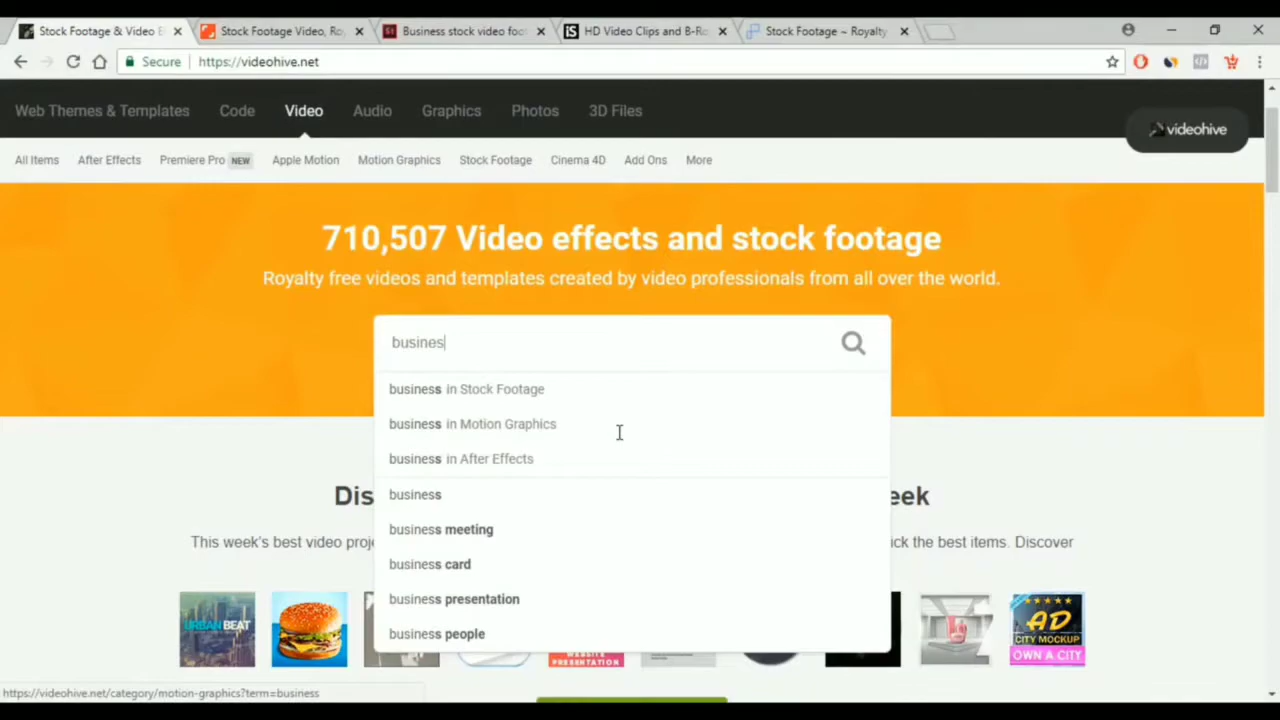 Stock Footage & Video E
Stock Footage Video, Ro
Business stock video foo
iS HD Video Clips and B-Ro
Stock Footage ~ Royalty
Secure https://videohive.net
Web Themes & Templates Code Video Audio Graphics Photos 3D Files
videohive
All Items After Effects Premiere Pro NEW Apple Motion Motion Graphics Stock Footage Cinema 4D Add Ons More
710,507 Video effects and stock footage
Royalty free videos and templates created by video professionals from all over the world.
busines
business in Stock Footage
business in Motion Graphics
business in After Effects
business
business meeting
business card
business presentation
business people
Dis eek
This week's best video proje ick the best items. Discover
URBAN BEAT
WEBSITE
PRESENTATION
AD
CITY MOCKUP
OWN A CITY
https://videohive.net/category/motion-graphics?term=business